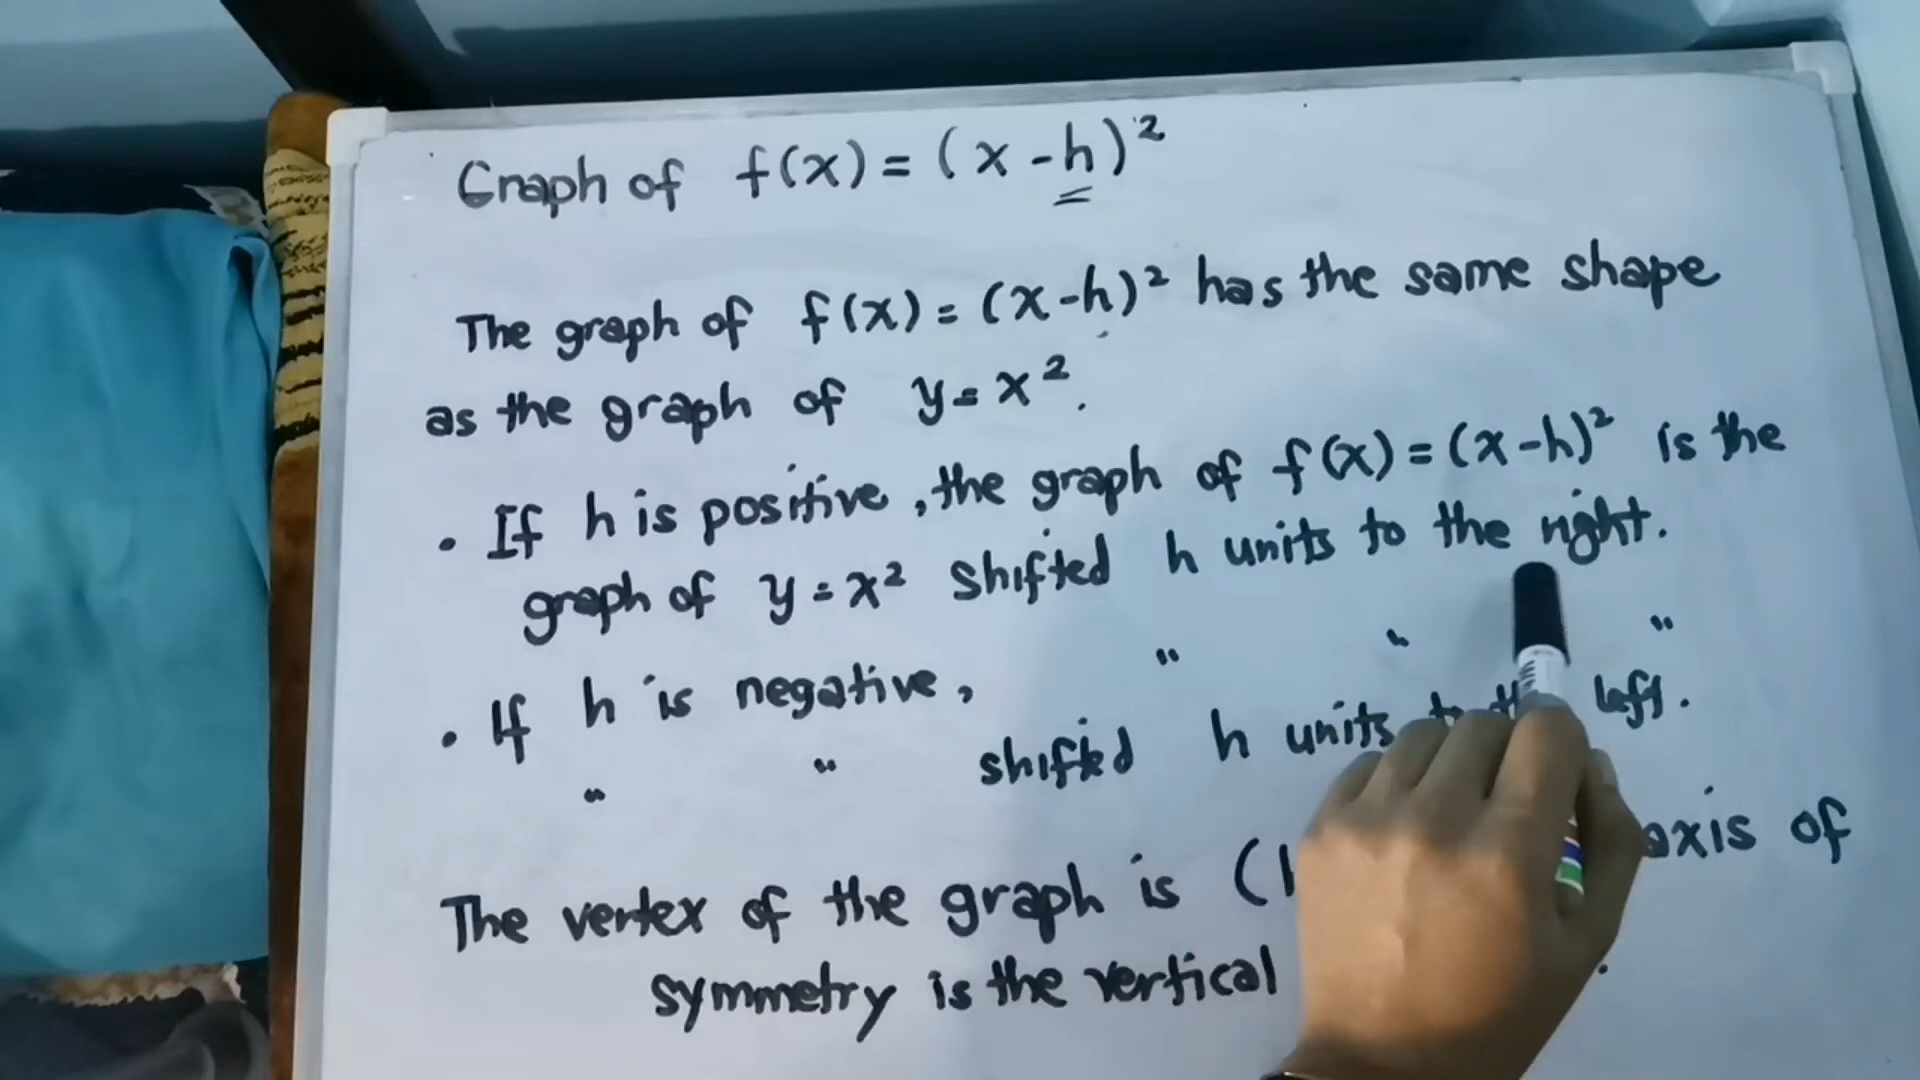 Graph of f(x) = (x - h)²
The graph of f(x) = (x-h)² has the same shape
as the graph of y = x².
• If h is positive, the graph of f(x) = (x-h)² is the
graph of y = x² shifted h units to the right.
• If h is negative, " " "
" " shifted h units to the left.
The vertex of the graph is ( axis of
symmetry is the vertical